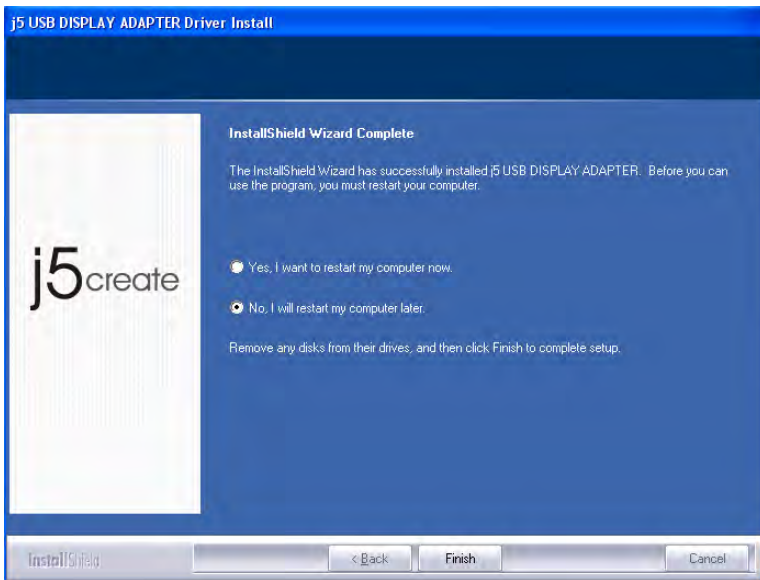 j5 USB DISPLAY ADAPTER Driver Install
InstallShield Wizard Complete
The InstallShield Wizard has successfully installed j5 USB DISPLAY ADAPTER. Before you can
use the program, you must restart your computer.
j5create
Yes, I want to restart my computer now.
No, I will restart my computer later.
Remove any disks from their drives, and then click Finish to complete setup.
InstallShield
< Back
Finish
Cancel